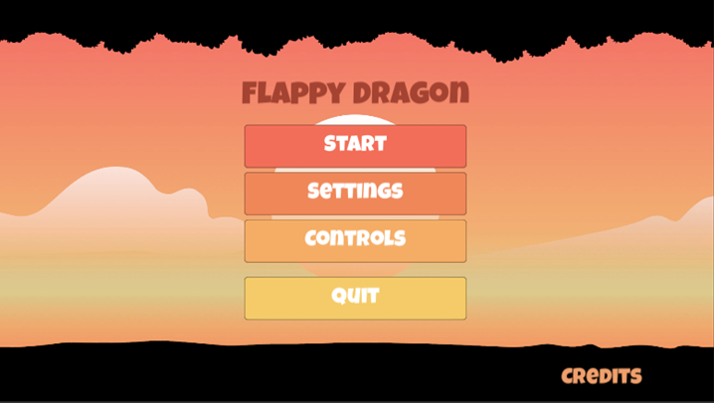 FLAPPY DRAGON
START
SETTINGS
CONTROLS
QUIT
CREDITS